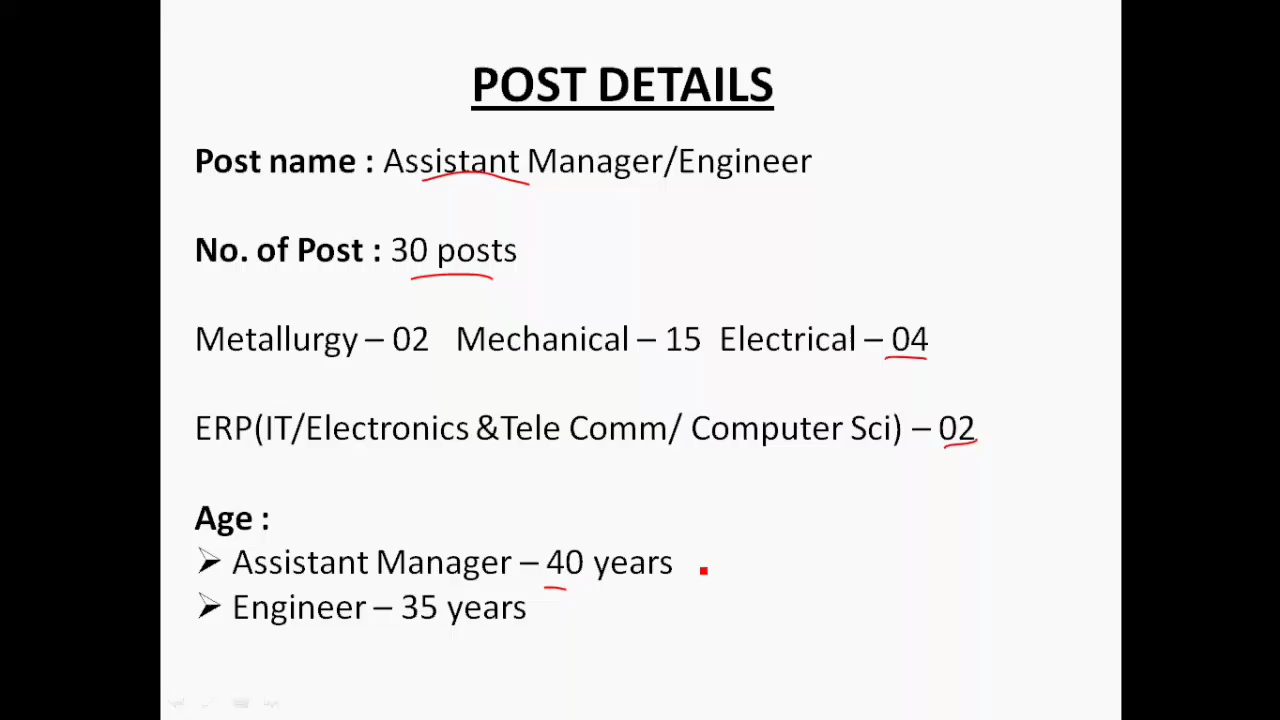 POST DETAILS
Post name : Assistant Manager/Engineer
No. of Post : 30 posts
Metallurgy – 02 Mechanical – 15 Electrical – 04
ERP(IT/Electronics &Tele Comm/ Computer Sci) – 02
Age :
Assistant Manager – 40 years
Engineer – 35 years